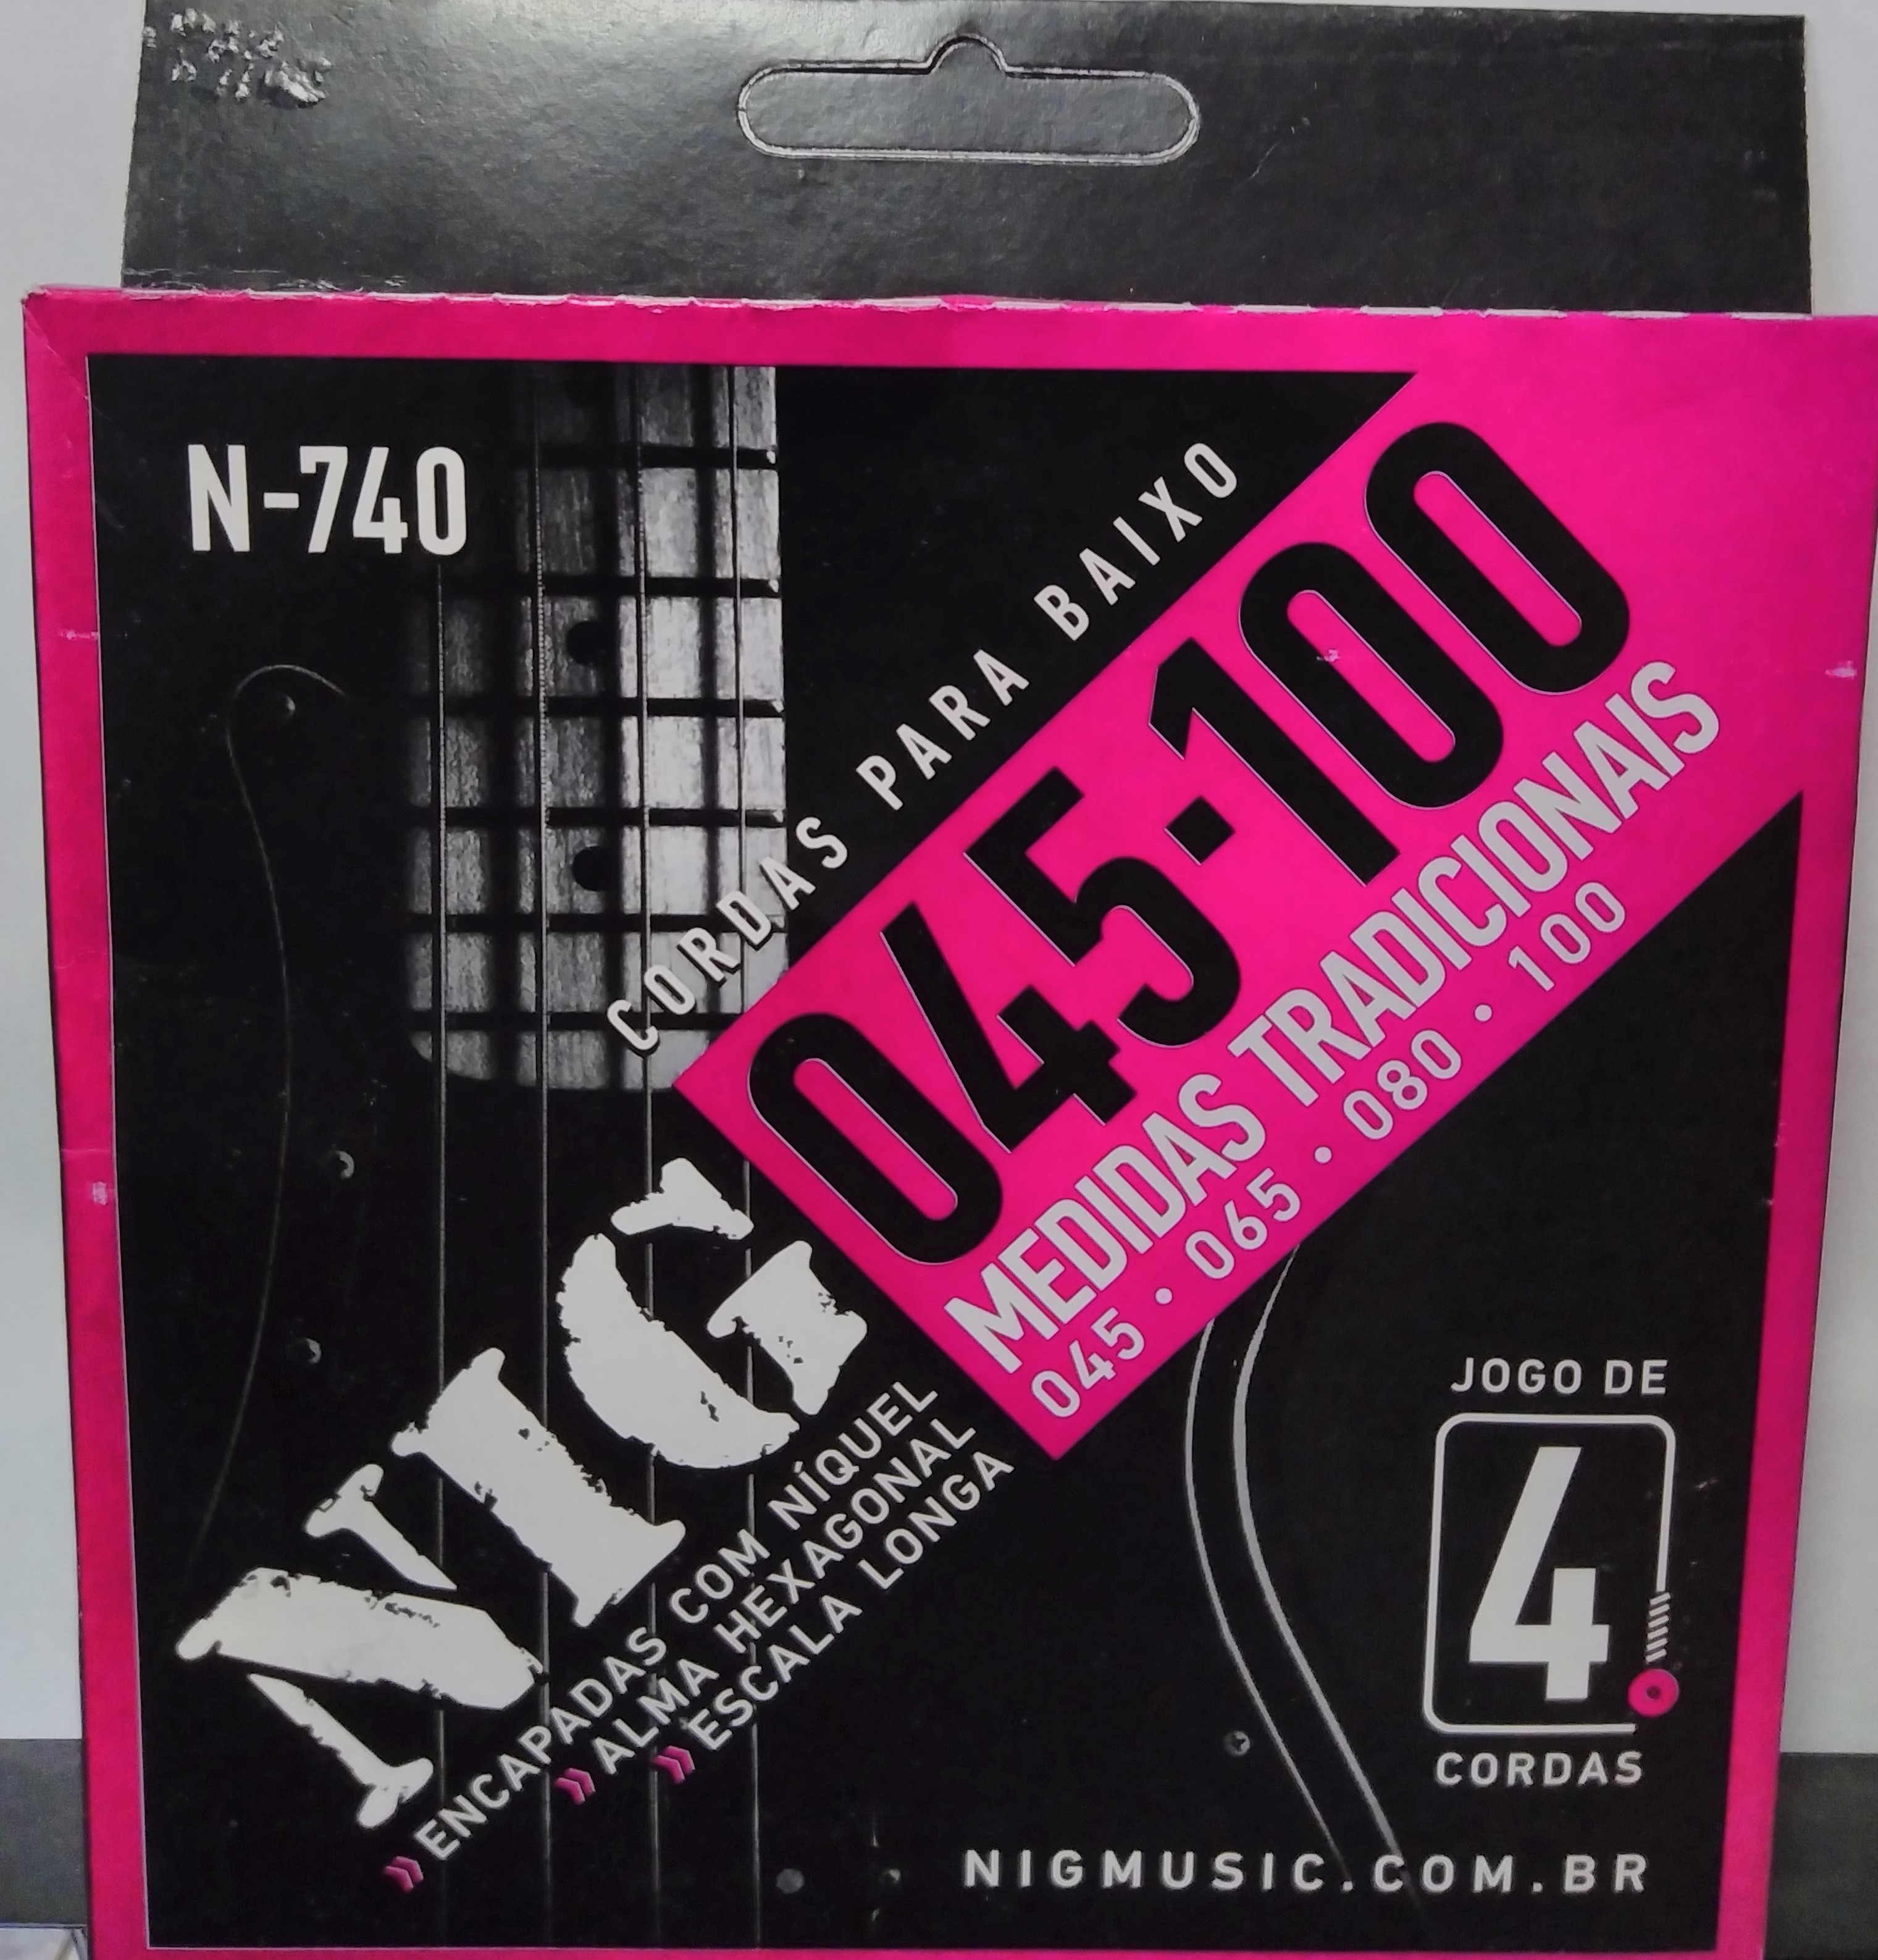 N-740
CORDAS PARA BAIXO
045·100
MEDIDAS TRADICIONAIS
045 · 065 · 080 · 100
NIG
» ENCAPADAS COM NÍQUEL
» ALMA HEXAGONAL
» ESCALA LONGA
JOGO DE
4
CORDAS
NIGMUSIC.COM.BR